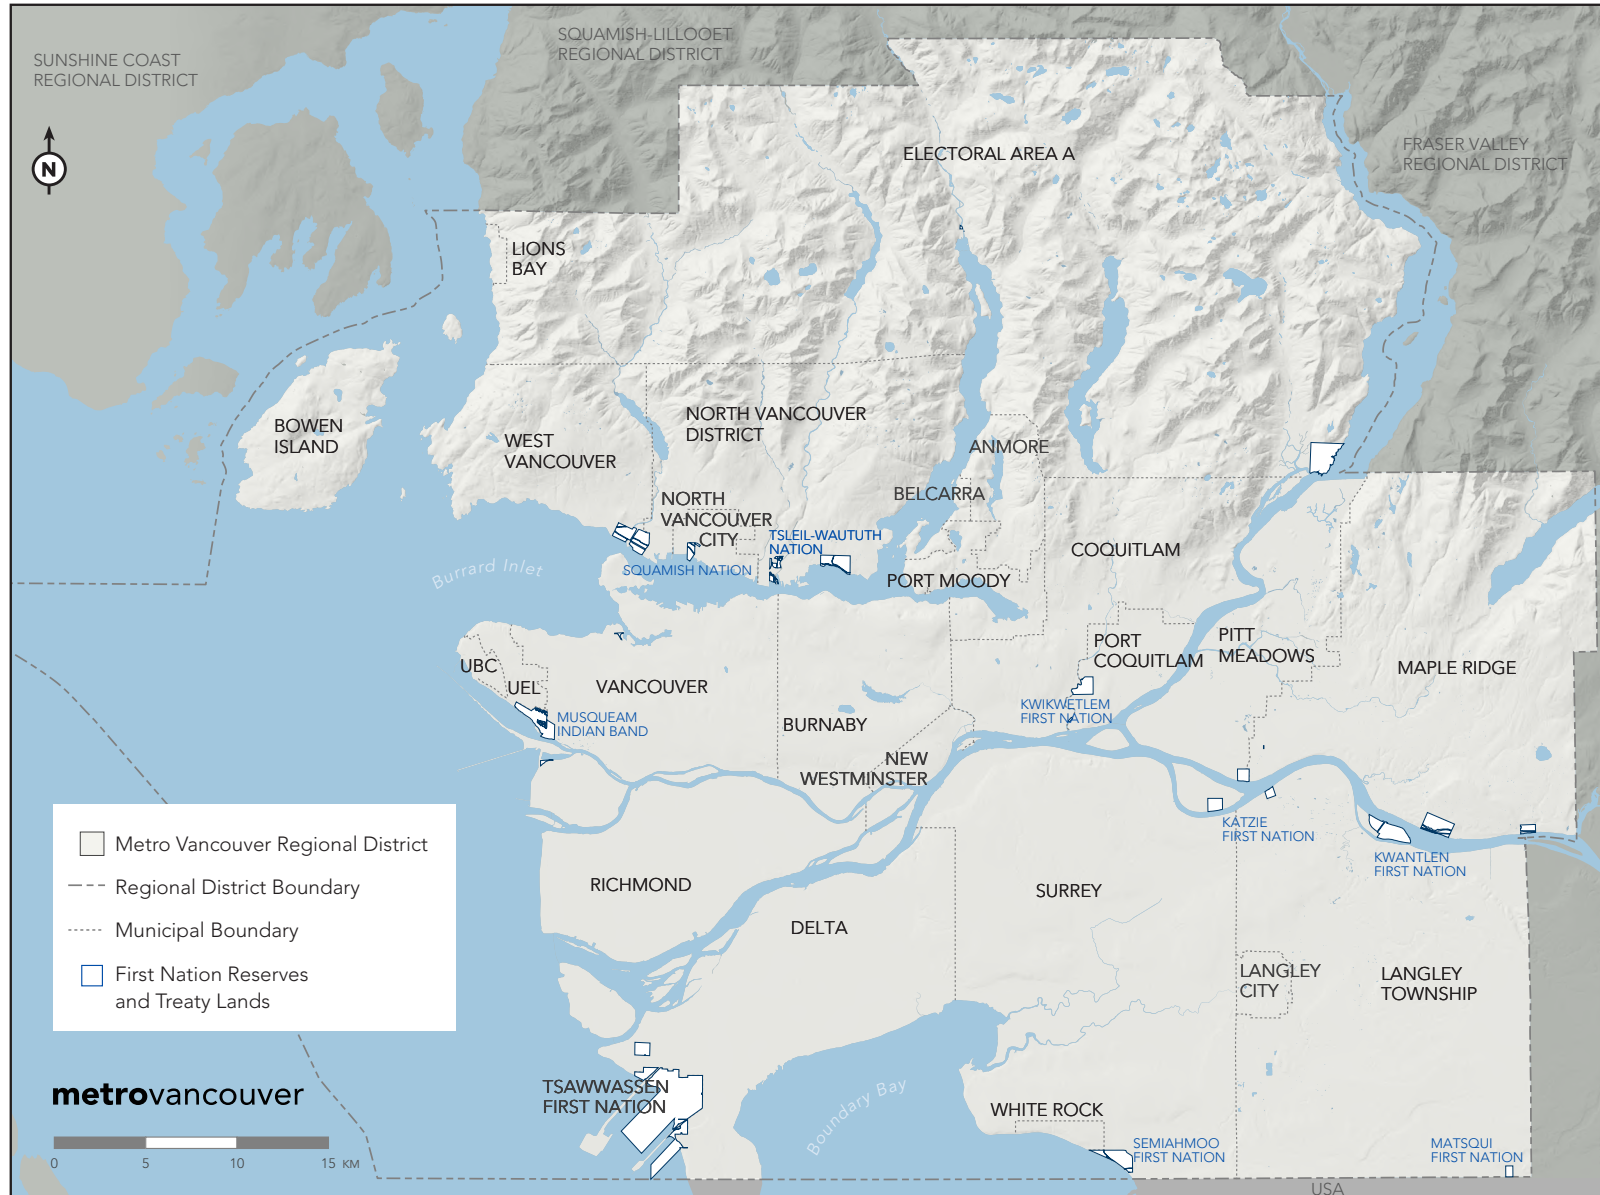 SUNSHINE COAST
REGIONAL DISTRICT
SQUAMISH-LILLOOET
REGIONAL DISTRICT
FRASER VALLEY
REGIONAL DISTRICT
N
ELECTORAL AREA A
LIONS
BAY
BOWEN
ISLAND
WEST
VANCOUVER
NORTH VANCOUVER
DISTRICT
ANMORE
BELCARRA
NORTH
VANCOUVER
CITY
TSLEIL-WAUTUTH
NATION
SQUAMISH NATION
Burrard Inlet
PORT MOODY
COQUITLAM
PORT
COQUITLAM
PITT
MEADOWS
MAPLE RIDGE
UBC
UEL
VANCOUVER
MUSQUEAM
INDIAN BAND
BURNABY
KWIKWETLEM
FIRST NATION
NEW
WESTMINSTER
KATZIE
FIRST NATION
KWANTLEN
FIRST NATION
RICHMOND
SURREY
DELTA
LANGLEY
CITY
LANGLEY
TOWNSHIP
Metro Vancouver Regional District
Regional District Boundary
Municipal Boundary
First Nation Reserves
and Treaty Lands
TSAWWASSEN
FIRST NATION
Boundary Bay
WHITE ROCK
SEMIAHMOO
FIRST NATION
MATSQUI
FIRST NATION
metrovancouver
0 5 10 15 KM
USA